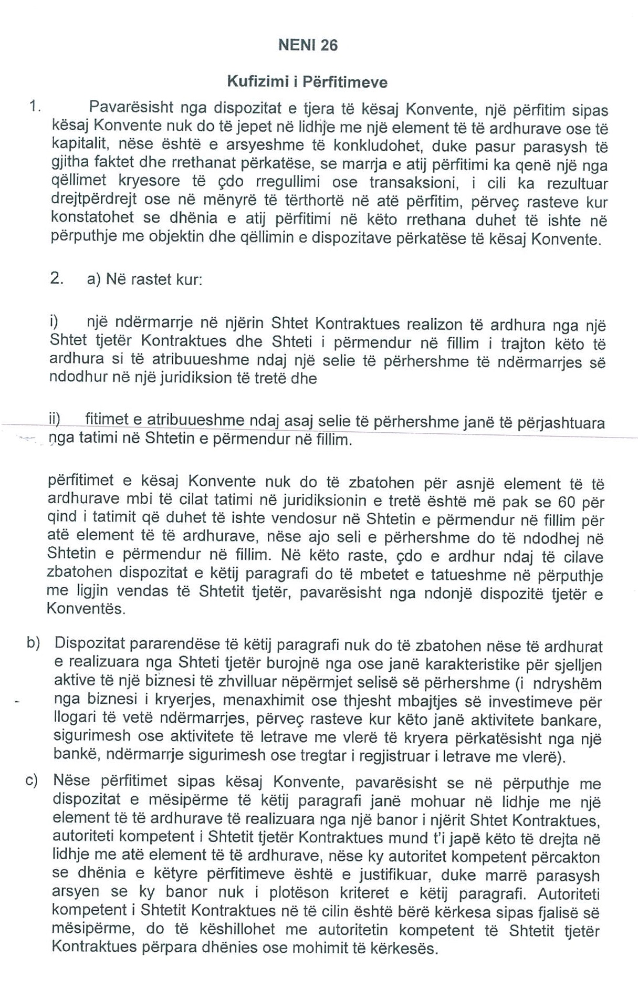 NENI 26
Kufizimi i Përfitimeve
1. Pavarësisht nga dispozitat e tjera të kësaj Konvente, një përfitim sipas
kësaj Konvente nuk do të jepet në lidhje me një element të të ardhurave ose të
kapitalit, nëse është e arsyeshme të konkludohet, duke pasur parasysh të
gjitha faktet dhe rrethanat përkatëse, se marrja e atij përfitimi ka qenë një nga
qëllimet kryesore të çdo rregullimi ose transaksioni, i cili ka rezultuar
drejtpërdrejt ose në mënyrë të tërthortë në atë përfitim, përveç rasteve kur
konstatohet se dhënia e atij përfitimi në këto rrethana duhet të ishte në
përputhje me objektin dhe qëllimin e dispozitave përkatëse të kësaj Konvente.
2. a) Në rastet kur:
i) një ndërmarrje në njërin Shtet Kontraktues realizon të ardhura nga një
Shtet tjetër Kontraktues dhe Shteti i përmendur në fillim i trajton këto të
ardhura si të atribuueshme ndaj një selie të përhershme të ndërmarrjes së
ndodhur në një juridiksion të tretë dhe
ii) fitimet e atribuueshme ndaj asaj selie të përhershme janë të përjashtuara
nga tatimi në Shtetin e përmendur në fillim.
përfitimet e kësaj Konvente nuk do të zbatohen për asnjë element të të
ardhurave mbi të cilat tatimi në juridiksionin e tretë është më pak se 60 për
qind i tatimit që duhet të ishte vendosur në Shtetin e përmendur në fillim për
atë element të të ardhurave, nëse ajo seli e përhershme do të ndodhej në
Shtetin e përmendur në fillim. Në këto raste, çdo e ardhur ndaj të cilave
zbatohen dispozitat e këtij paragrafi do të mbetet e tatueshme në përputhje
me ligjin vendas të Shtetit tjetër, pavarësisht nga ndonjë dispozitë tjetër e
Konventës.
b) Dispozitat pararendëse të këtij paragrafi nuk do të zbatohen nëse të ardhurat
e realizuara nga Shteti tjetër burojnë nga ose janë karakteristike për sjelljen
aktive të një biznesi të zhvilluar nëpërmjet selisë së përhershme (i ndryshëm
nga biznesi i kryerjes, menaxhimit ose thjesht mbajtjes së investimeve për
llogari të vetë ndërmarrjes, përveç rasteve kur këto janë aktivitete bankare,
sigurimesh ose aktivitete të letrave me vlerë të kryera përkatësisht nga një
bankë, ndërmarrje sigurimesh ose tregtar i regjistruar i letrave me vlerë).
c) Nëse përfitimet sipas kësaj Konvente, pavarësisht se në përputhje me
dispozitat e mësipërme të këtij paragrafi janë mohuar në lidhje me një
element të të ardhurave të realizuara nga një banor i njërit Shtet Kontraktues,
autoriteti kompetent i Shtetit tjetër Kontraktues mund t'i japë këto të drejta në
lidhje me atë element të të ardhurave, nëse ky autoritet kompetent përcakton
se dhënia e këtyre përfitimeve është e justifikuar, duke marrë parasysh
arsyen se ky banor nuk i plotëson kriteret e këtij paragrafi. Autoriteti
kompetent i Shtetit Kontraktues në të cilin është bërë kërkesa sipas fjalisë së
mësipërme, do të këshillohet me autoritetin kompetent të Shtetit tjetër
Kontraktues përpara dhënies ose mohimit të kërkesës.